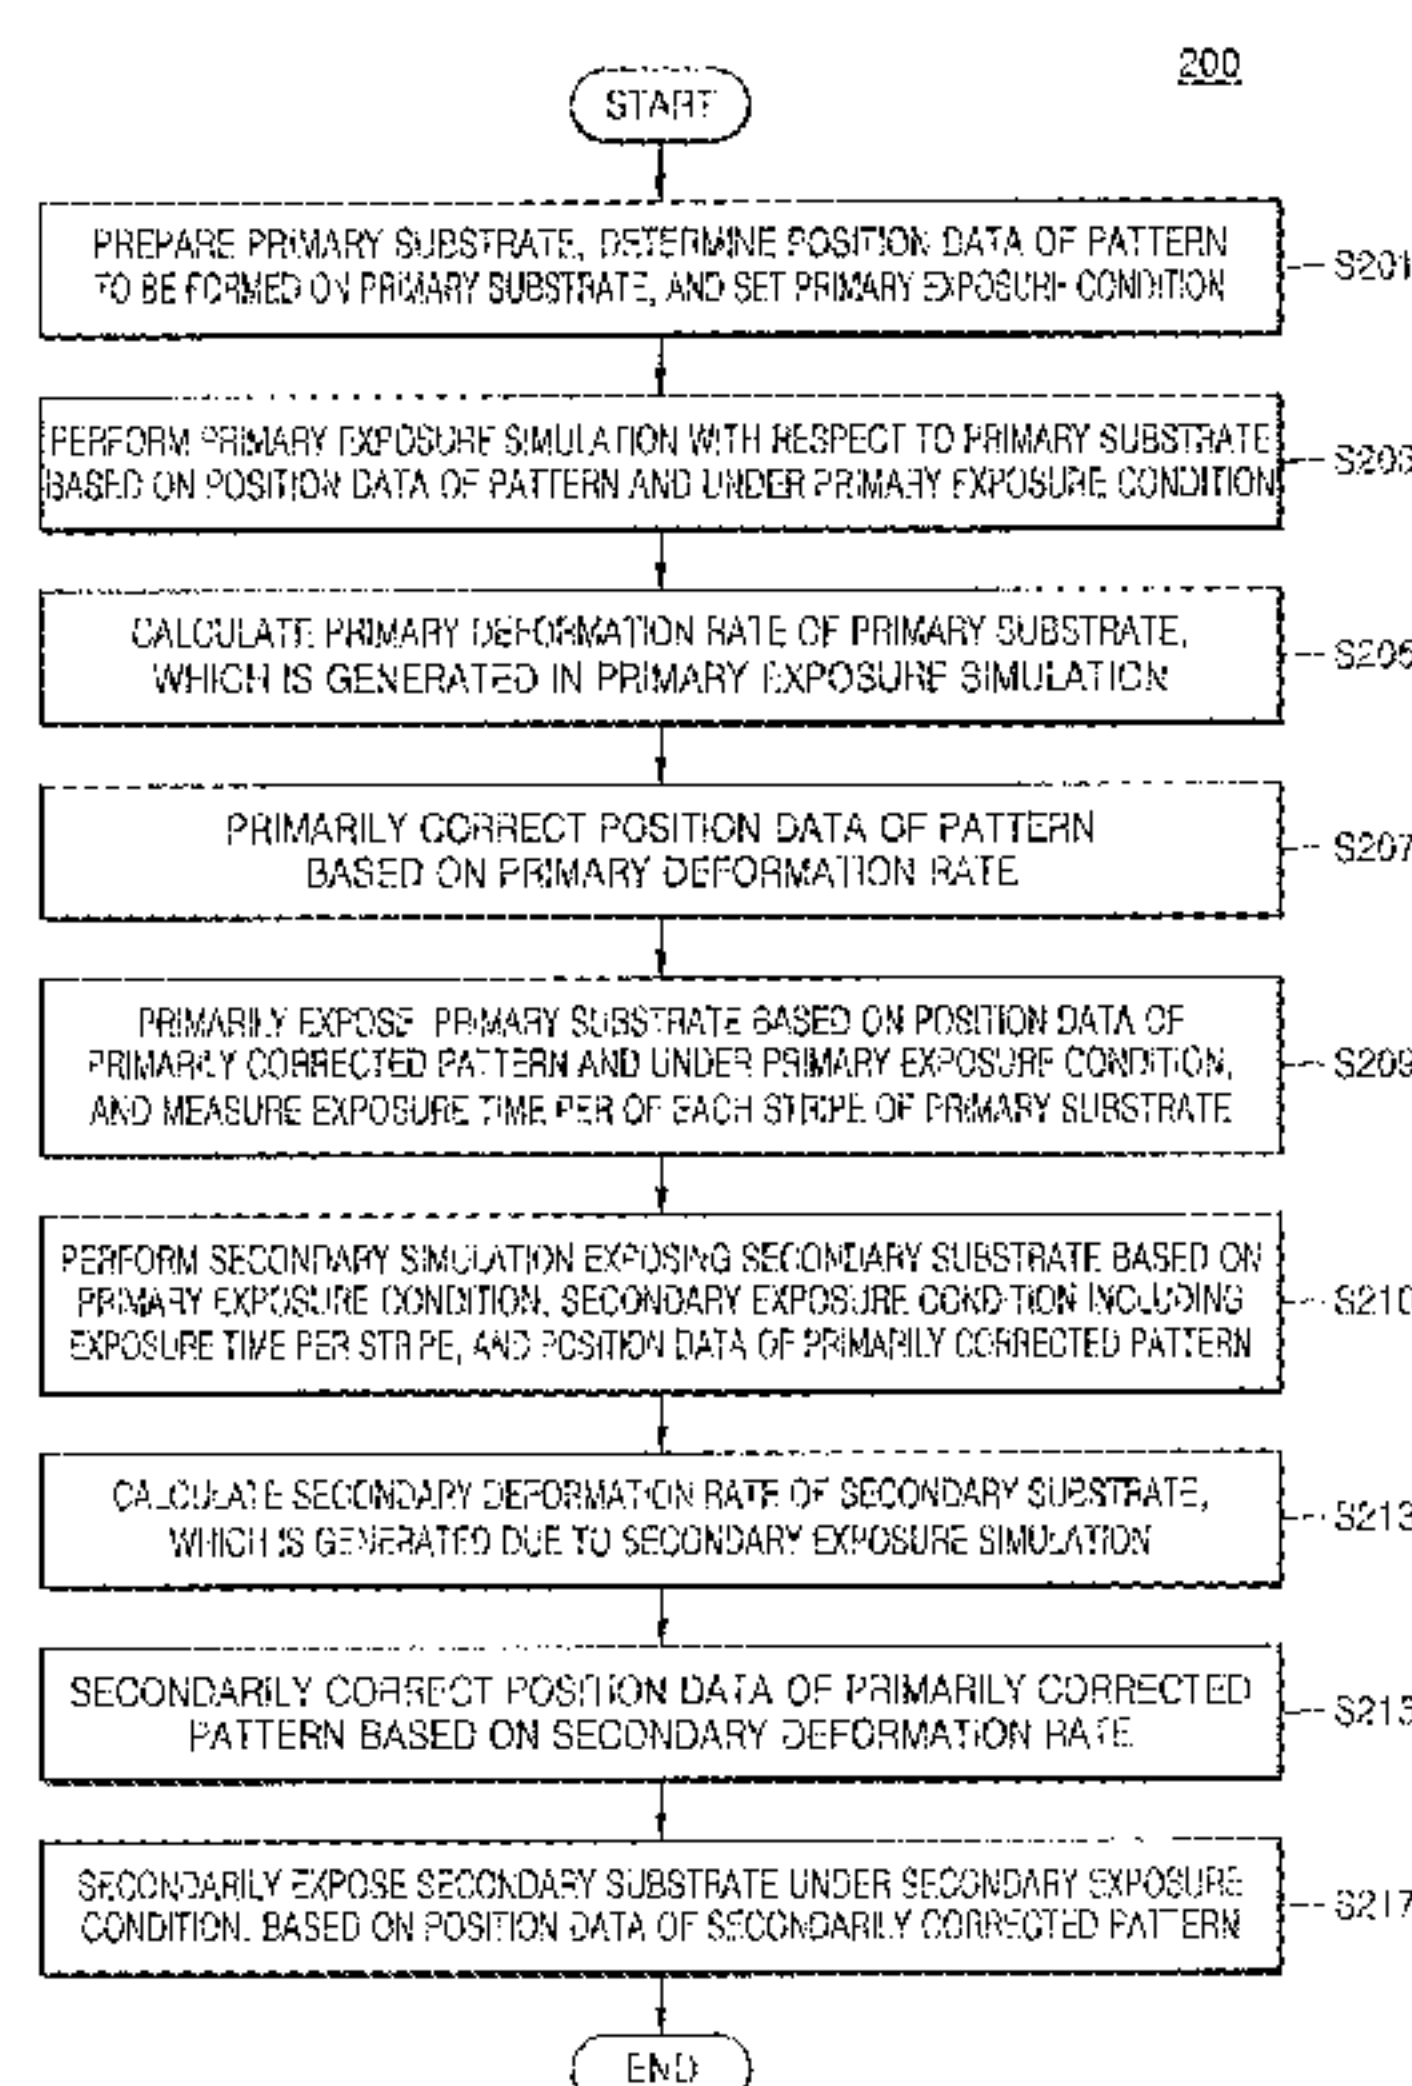 200
START
PREPARE PRIMARY SUBSTRATE, DETERMINE POSITION DATA OF PATTERN
TO BE FORMED ON PRIMARY SUBSTRATE, AND SET PRIMARY EXPOSURE CONDITION
S201
PERFORM PRIMARY EXPOSURE SIMULATION WITH RESPECT TO PRIMARY SUBSTRATE
BASED ON POSITION DATA OF PATTERN AND UNDER PRIMARY EXPOSURE CONDITION
S203
CALCULATE PRIMARY DEFORMATION RATE OF PRIMARY SUBSTRATE,
WHICH IS GENERATED IN PRIMARY EXPOSURE SIMULATION
S205
PRIMARILY CORRECT POSITION DATA OF PATTERN
BASED ON PRIMARY DEFORMATION RATE
S207
PRIMARILY EXPOSE PRIMARY SUBSTRATE BASED ON POSITION DATA OF
PRIMARILY CORRECTED PATTERN AND UNDER PRIMARY EXPOSURE CONDITION,
AND MEASURE EXPOSURE TIME PER OF EACH STRIPE OF PRIMARY SUBSTRATE
S209
PERFORM SECONDARY SIMULATION EXPOSING SECONDARY SUBSTRATE BASED ON
PRIMARY EXPOSURE CONDITION, SECONDARY EXPOSURE CONDITION INCLUDING
EXPOSURE TIME PER STRIPE, AND POSITION DATA OF PRIMARILY CORRECTED PATTERN
S210
CALCULATE SECONDARY DEFORMATION RATE OF SECONDARY SUBSTRATE,
WHICH IS GENERATED DUE TO SECONDARY EXPOSURE SIMULATION
S213
SECONDARILY CORRECT POSITION DATA OF PRIMARILY CORRECTED
PATTERN BASED ON SECONDARY DEFORMATION RATE
S215
SECONDARILY EXPOSE SECONDARY SUBSTRATE UNDER SECONDARY EXPOSURE
CONDITION, BASED ON POSITION DATA OF SECONDARILY CORRECTED PATTERN
S217
END